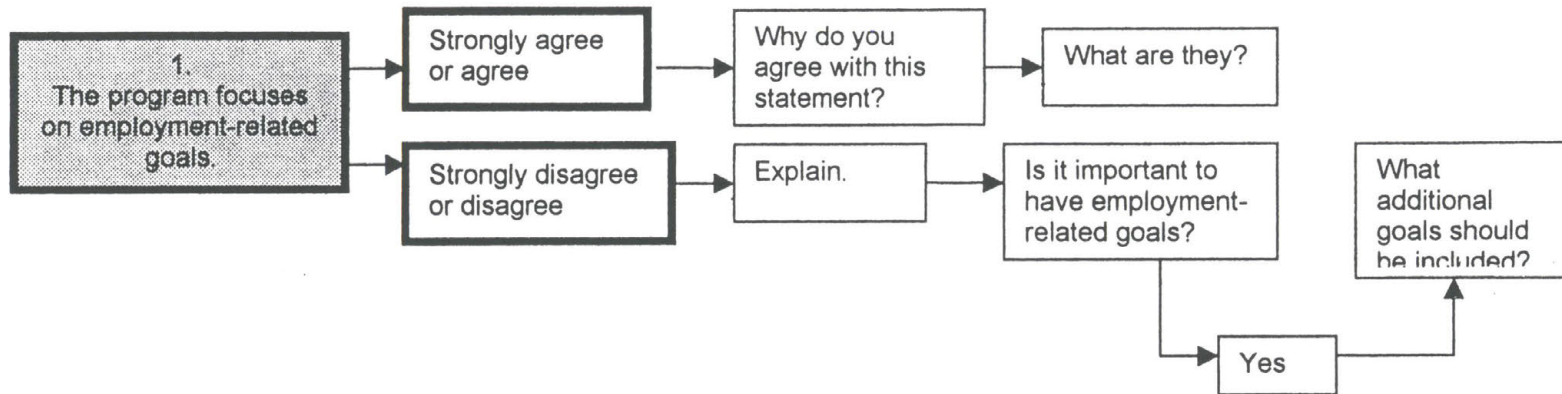 1.
The program focuses
on employment-related
goals.
Strongly agree
or agree
Why do you
agree with this
statement?
What are they?
Strongly disagree
or disagree
Explain.
Is it important to
have employment-
related goals?
What
additional
goals should
be included?
Yes